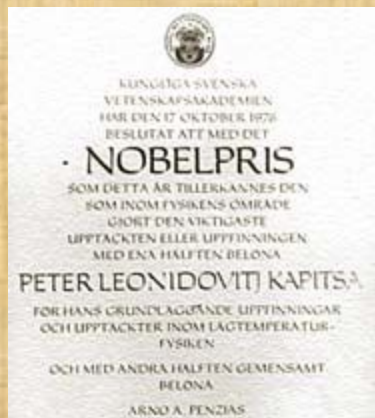 KUNGLIGA SVENSKA
VETENSKAPSAKADEMIEN
HAR DEN 17 OKTOBER 1978
BESLUTAT ATT MED DET
NOBELPRIS
SOM DETTA ÅR TILLERKÄNNES DEN
SOM INOM FYSIKENS OMRÅDE
GJORT DEN VIKTIGASTE
UPPTÄCKTEN ELLER UPPFINNINGEN
MED ENA HÄLFTEN BELÖNA
PETER LEONIDOVITJ KAPITSA
FÖR HANS GRUNDLÄGGANDE UPPFINNINGAR
OCH UPPTÄCKTER INOM LÅGTEMPERATUR-
FYSIKEN
OCH MED ANDRA HÄLFTEN GEMENSAMT
BELÖNA
ARNO A. PENZIAS